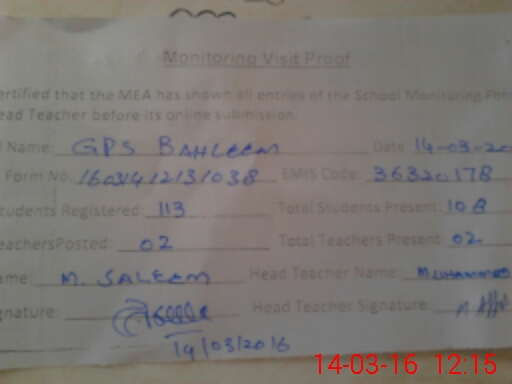 Monitoring Visit Proof
ertified that the MEA has shown all entries of the School Monitoring Form
ead Teacher before its online submission.
l Name: GPS BAHLEEM Date: 14-03-20
Form No: EMIS Code: 36320178
tudents Registered: 113 Total Students Present: 108
eachersPosted: 02 Total Teachers Present: 02
ame: M. SALEEM Head Teacher Name: MUHAMMED
gnature: Head Teacher Signature
14/03/2016
14-03-16 12:15